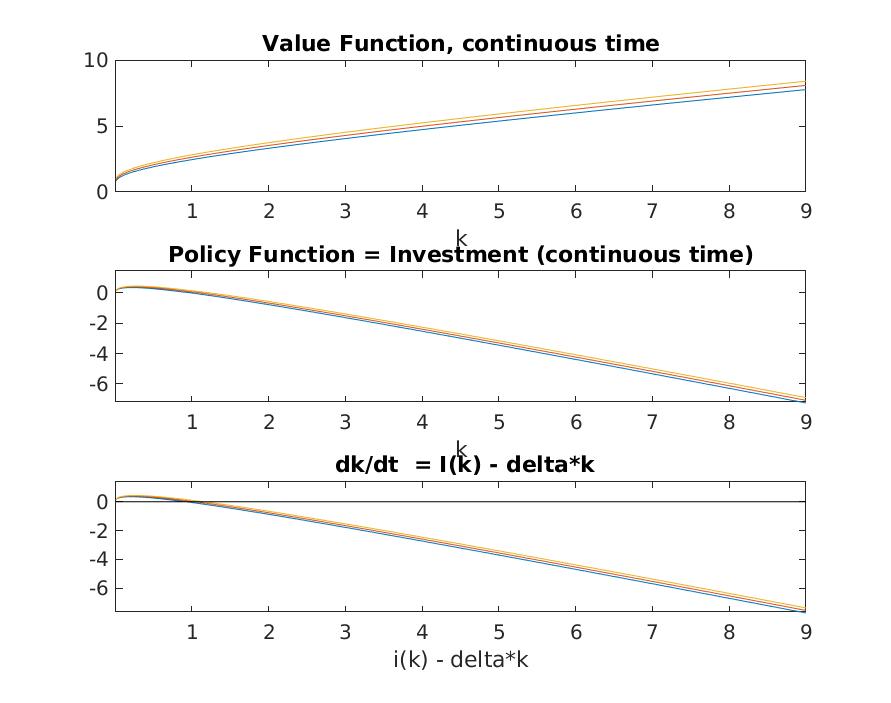 Value Function, continuous time
10
5
0
1 2 3 4 5 6 7 8 9
k
Policy Function = Investment (continuous time)
0
-2
-4
-6
1 2 3 4 5 6 7 8 9
k
dk/dt = I(k) - delta*k
0
-2
-4
-6
1 2 3 4 5 6 7 8 9
i(k) - delta*k